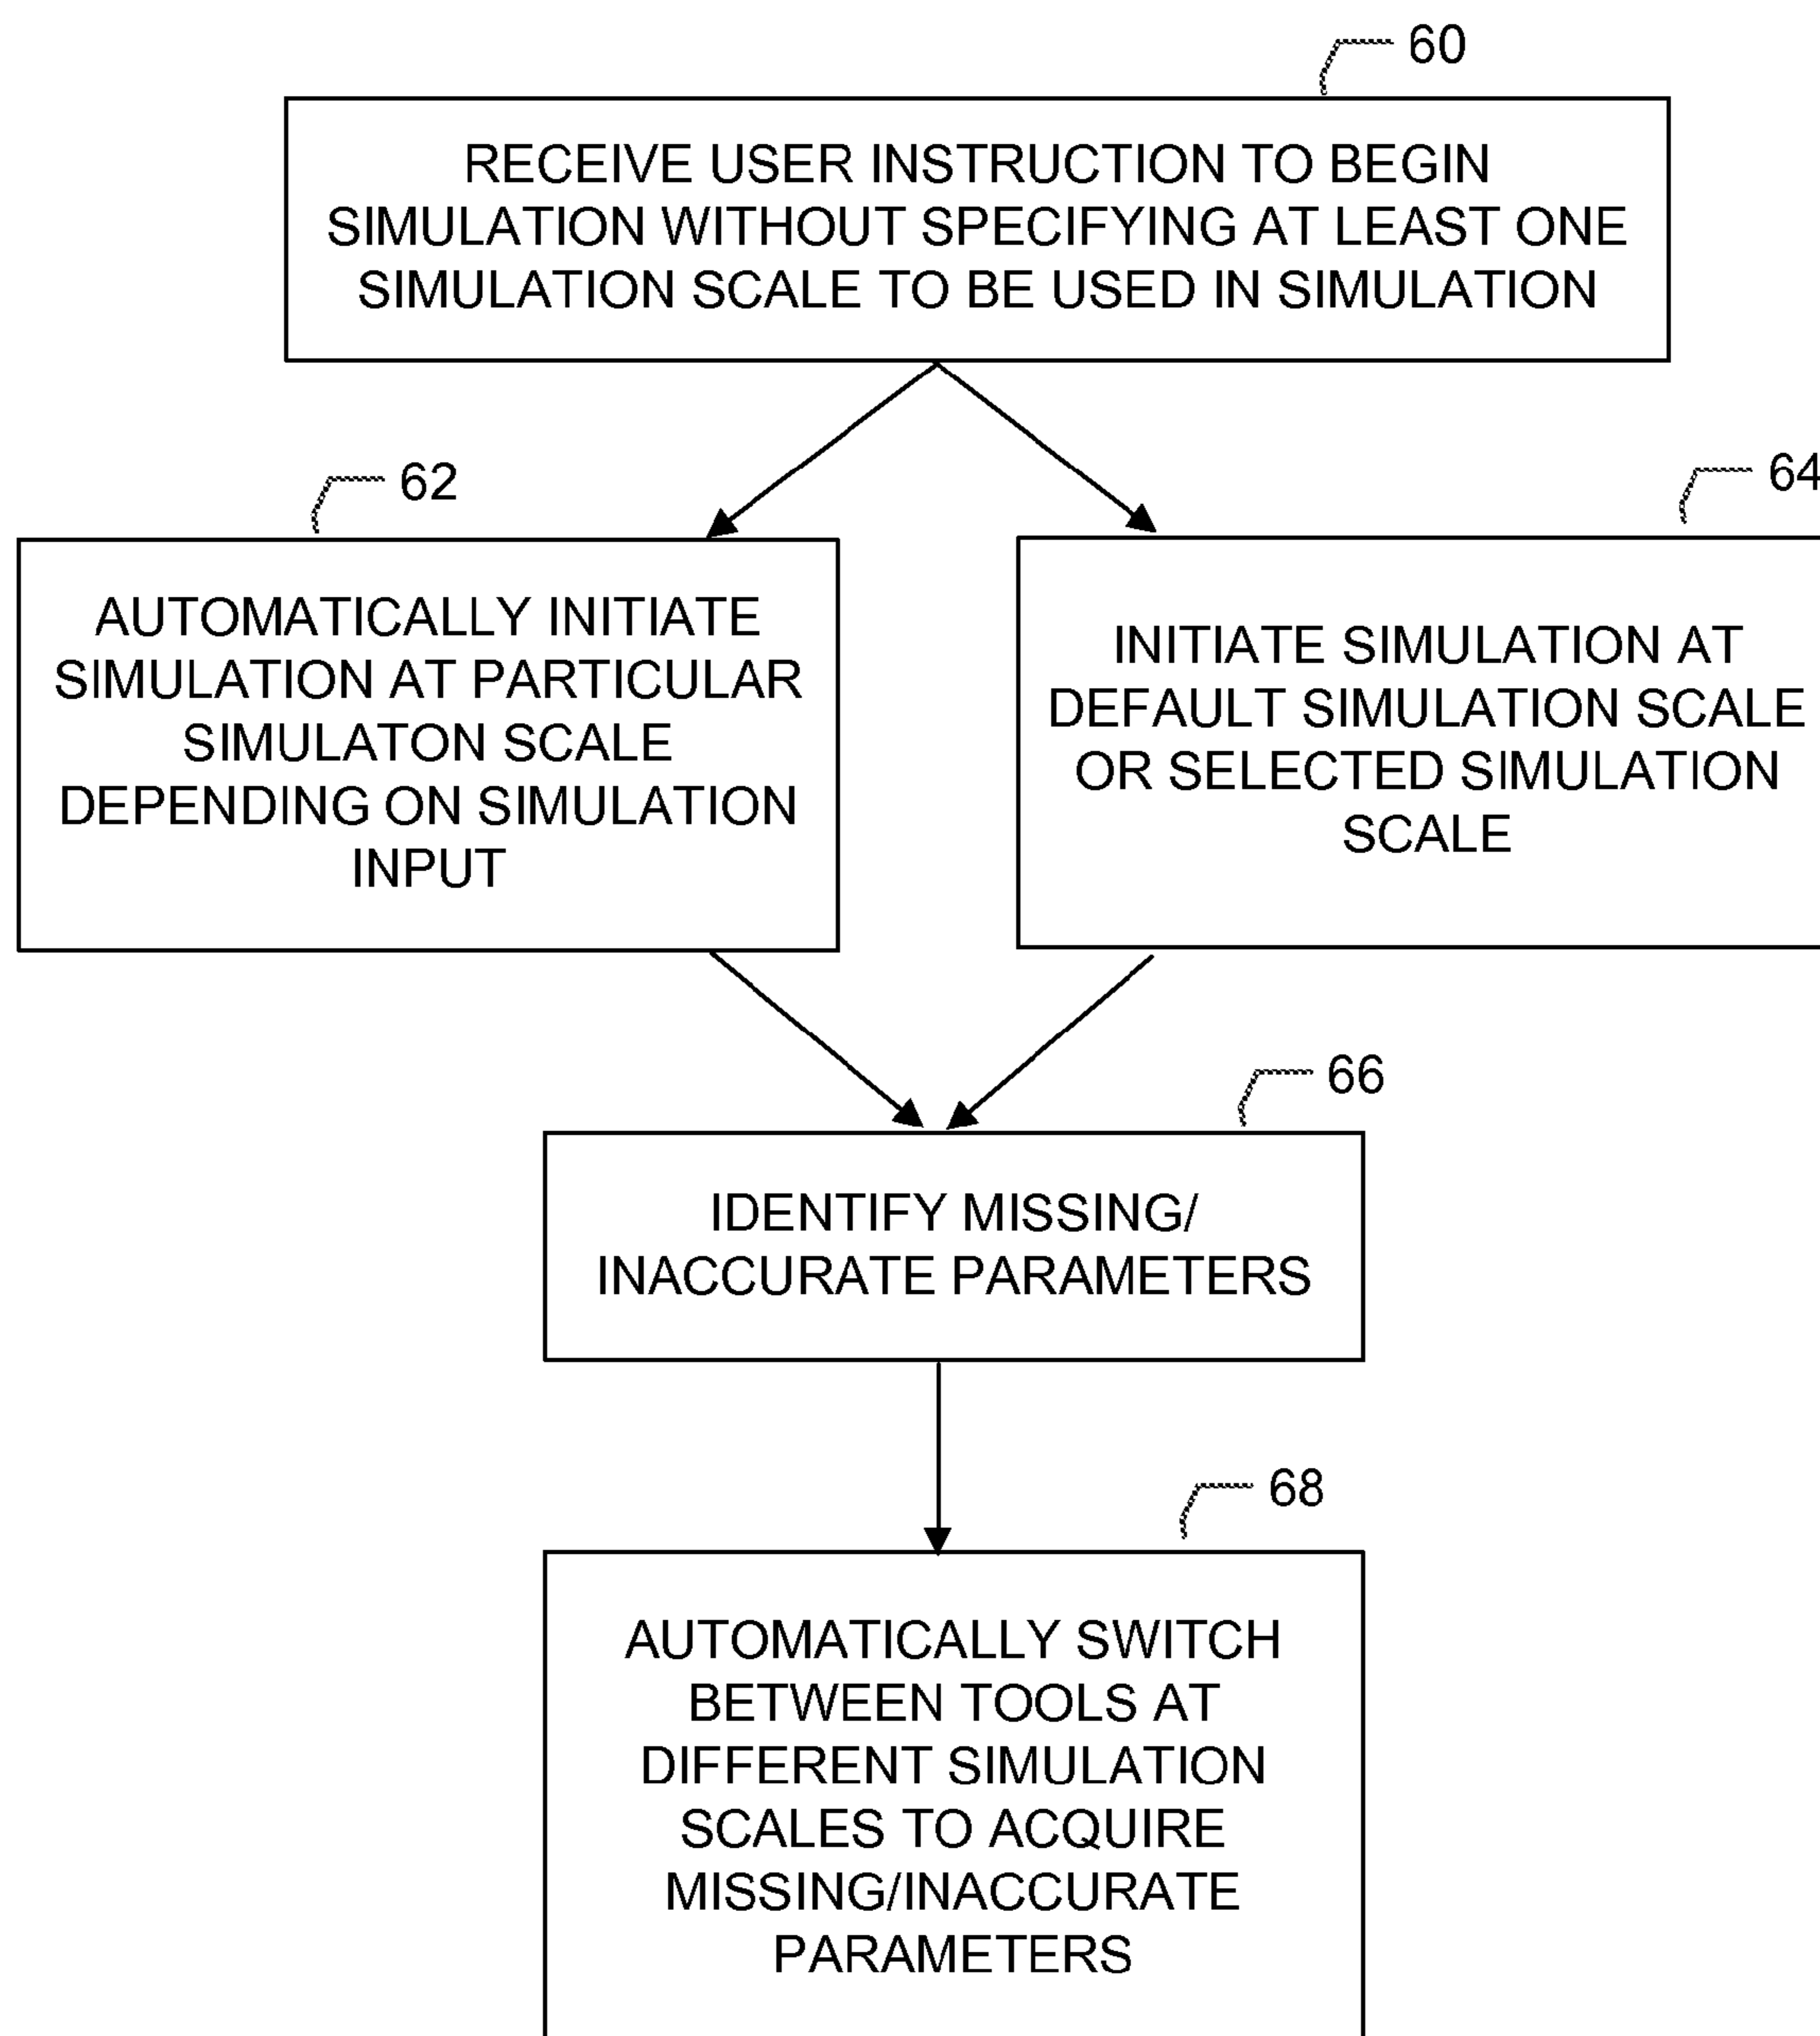 60
RECEIVE USER INSTRUCTION TO BEGIN
SIMULATION WITHOUT SPECIFYING AT LEAST ONE
SIMULATION SCALE TO BE USED IN SIMULATION
62
AUTOMATICALLY INITIATE
SIMULATION AT PARTICULAR
SIMULATON SCALE
DEPENDING ON SIMULATION
INPUT
64
INITIATE SIMULATION AT
DEFAULT SIMULATION SCALE
OR SELECTED SIMULATION
SCALE
66
IDENTIFY MISSING/
INACCURATE PARAMETERS
68
AUTOMATICALLY SWITCH
BETWEEN TOOLS AT
DIFFERENT SIMULATION
SCALES TO ACQUIRE
MISSING/INACCURATE
PARAMETERS